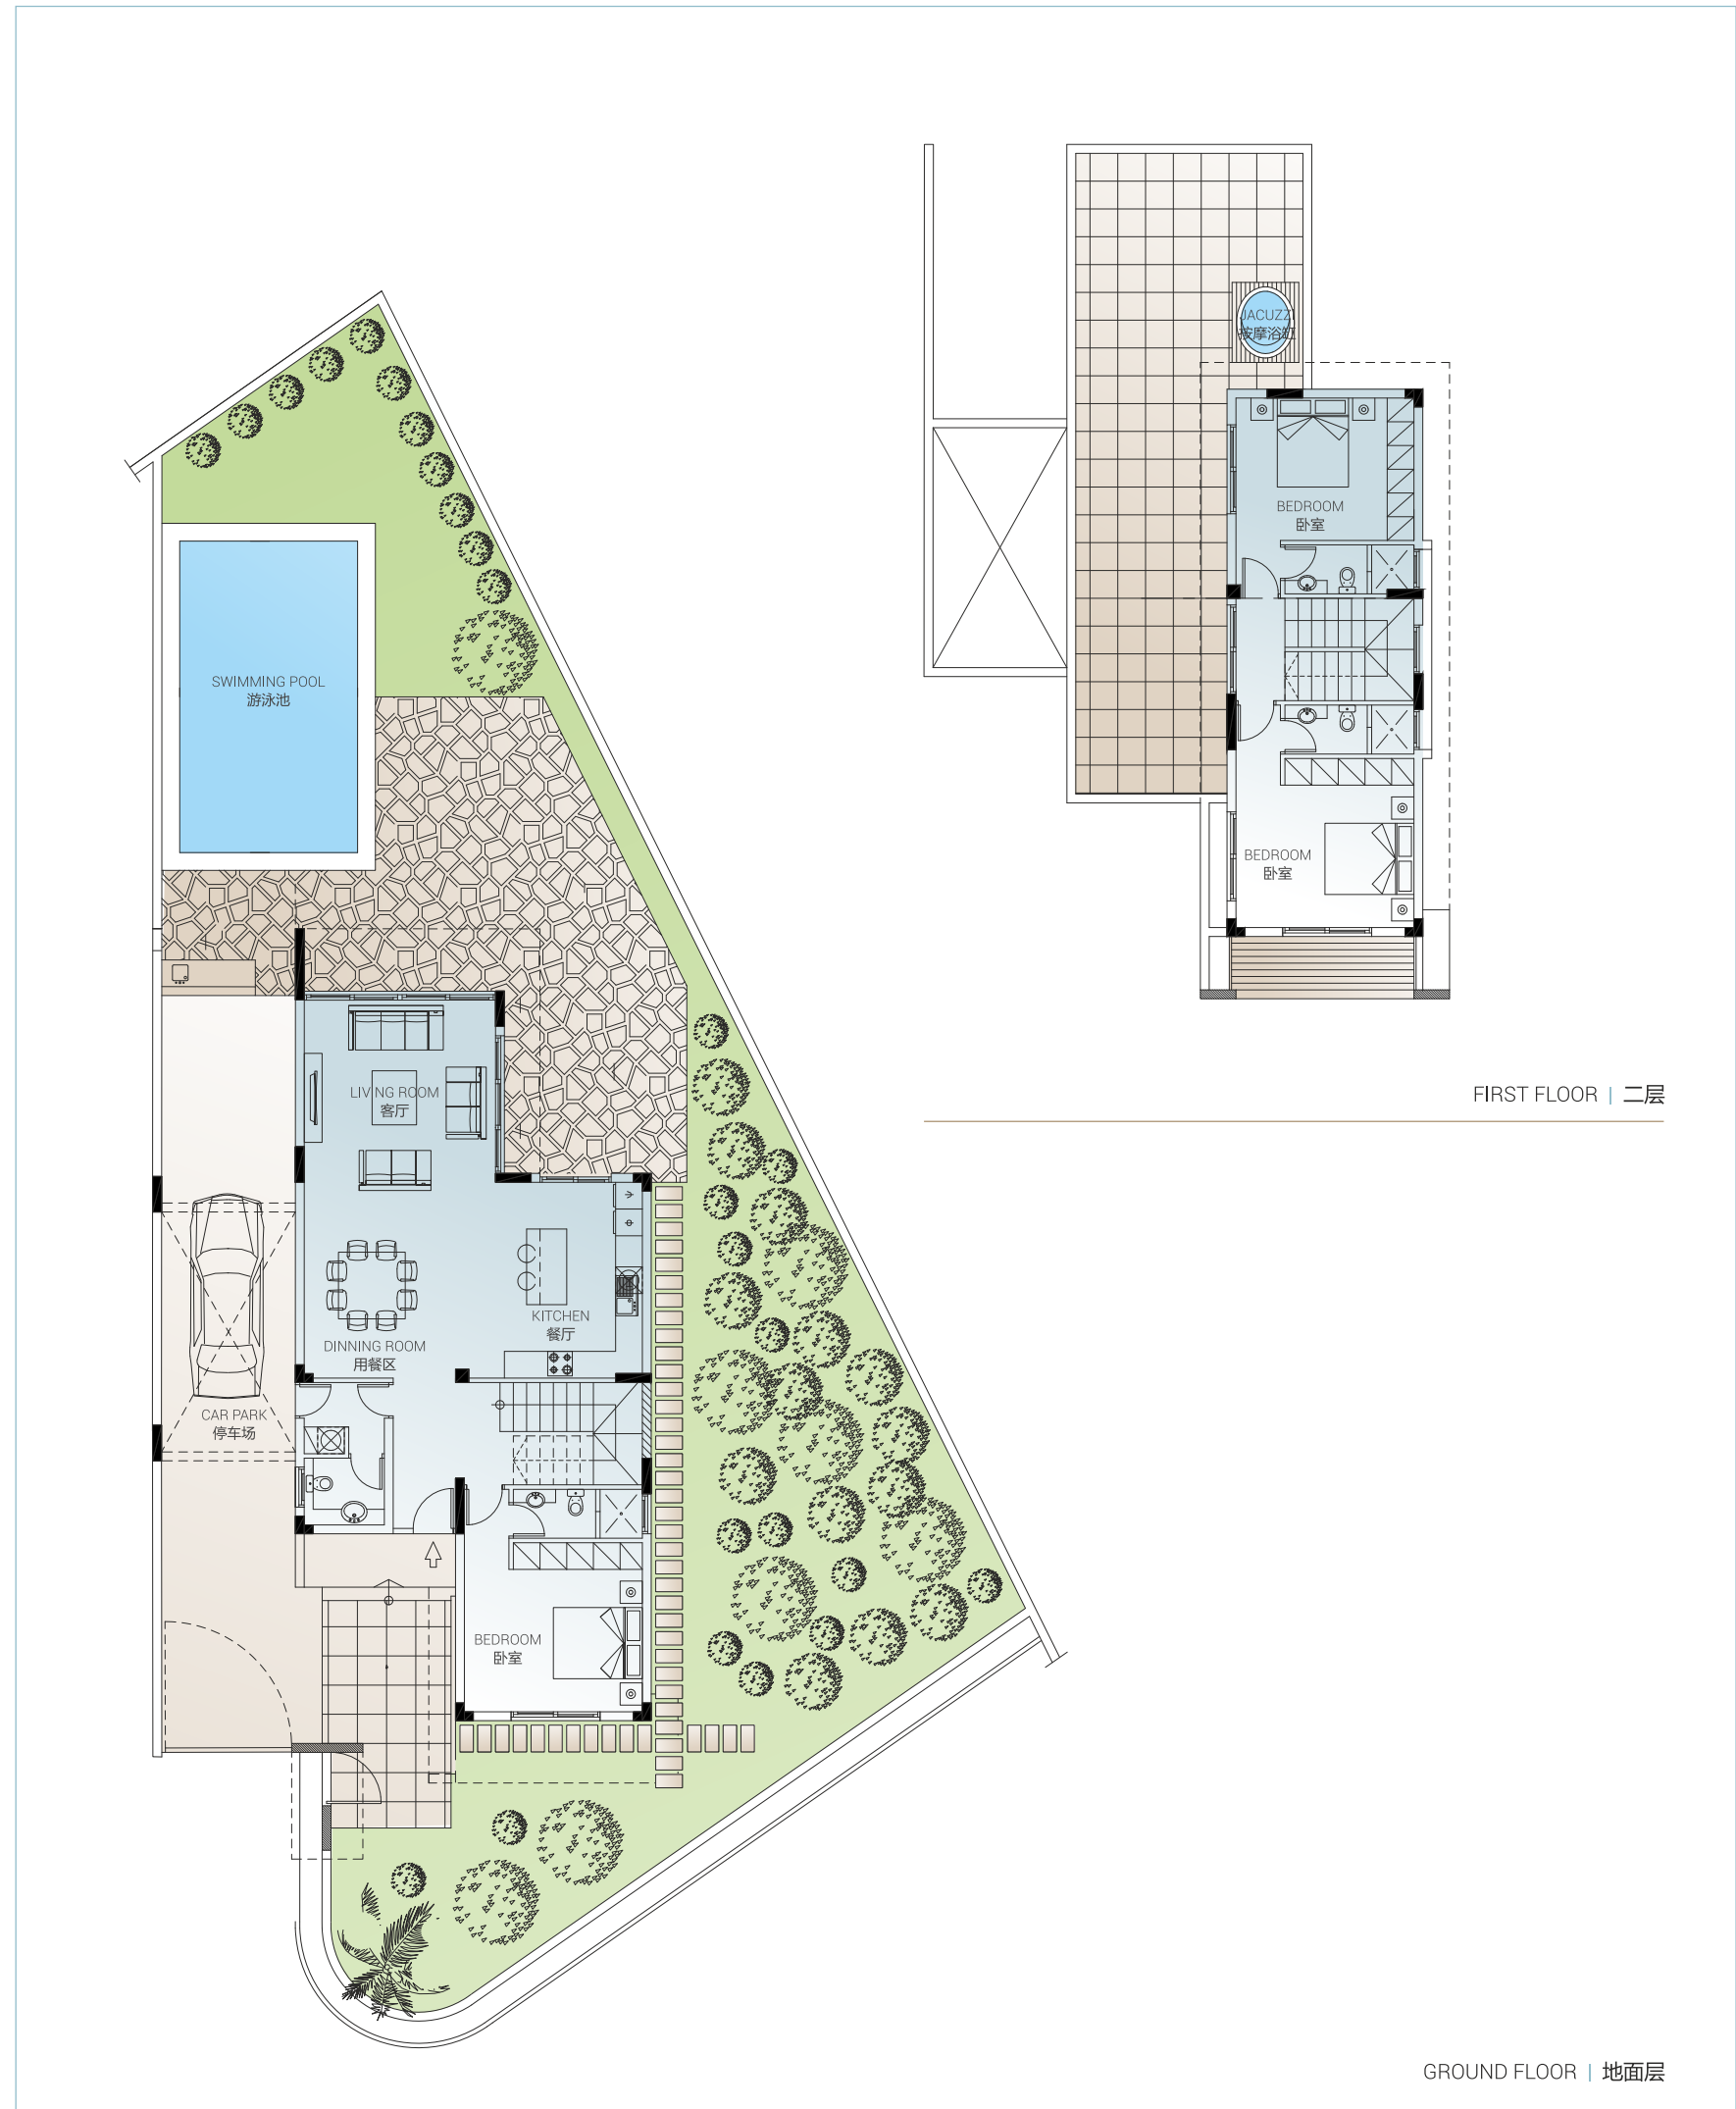 JACUZZI
按摩浴缸
BEDROOM
卧室
BEDROOM
卧室
FIRST FLOOR | 二层
SWIMMING POOL
游泳池
LIVING ROOM
客厅
KITCHEN
餐厅
DINNING ROOM
用餐区
CAR PARK
停车场
BEDROOM
卧室
GROUND FLOOR | 地面层